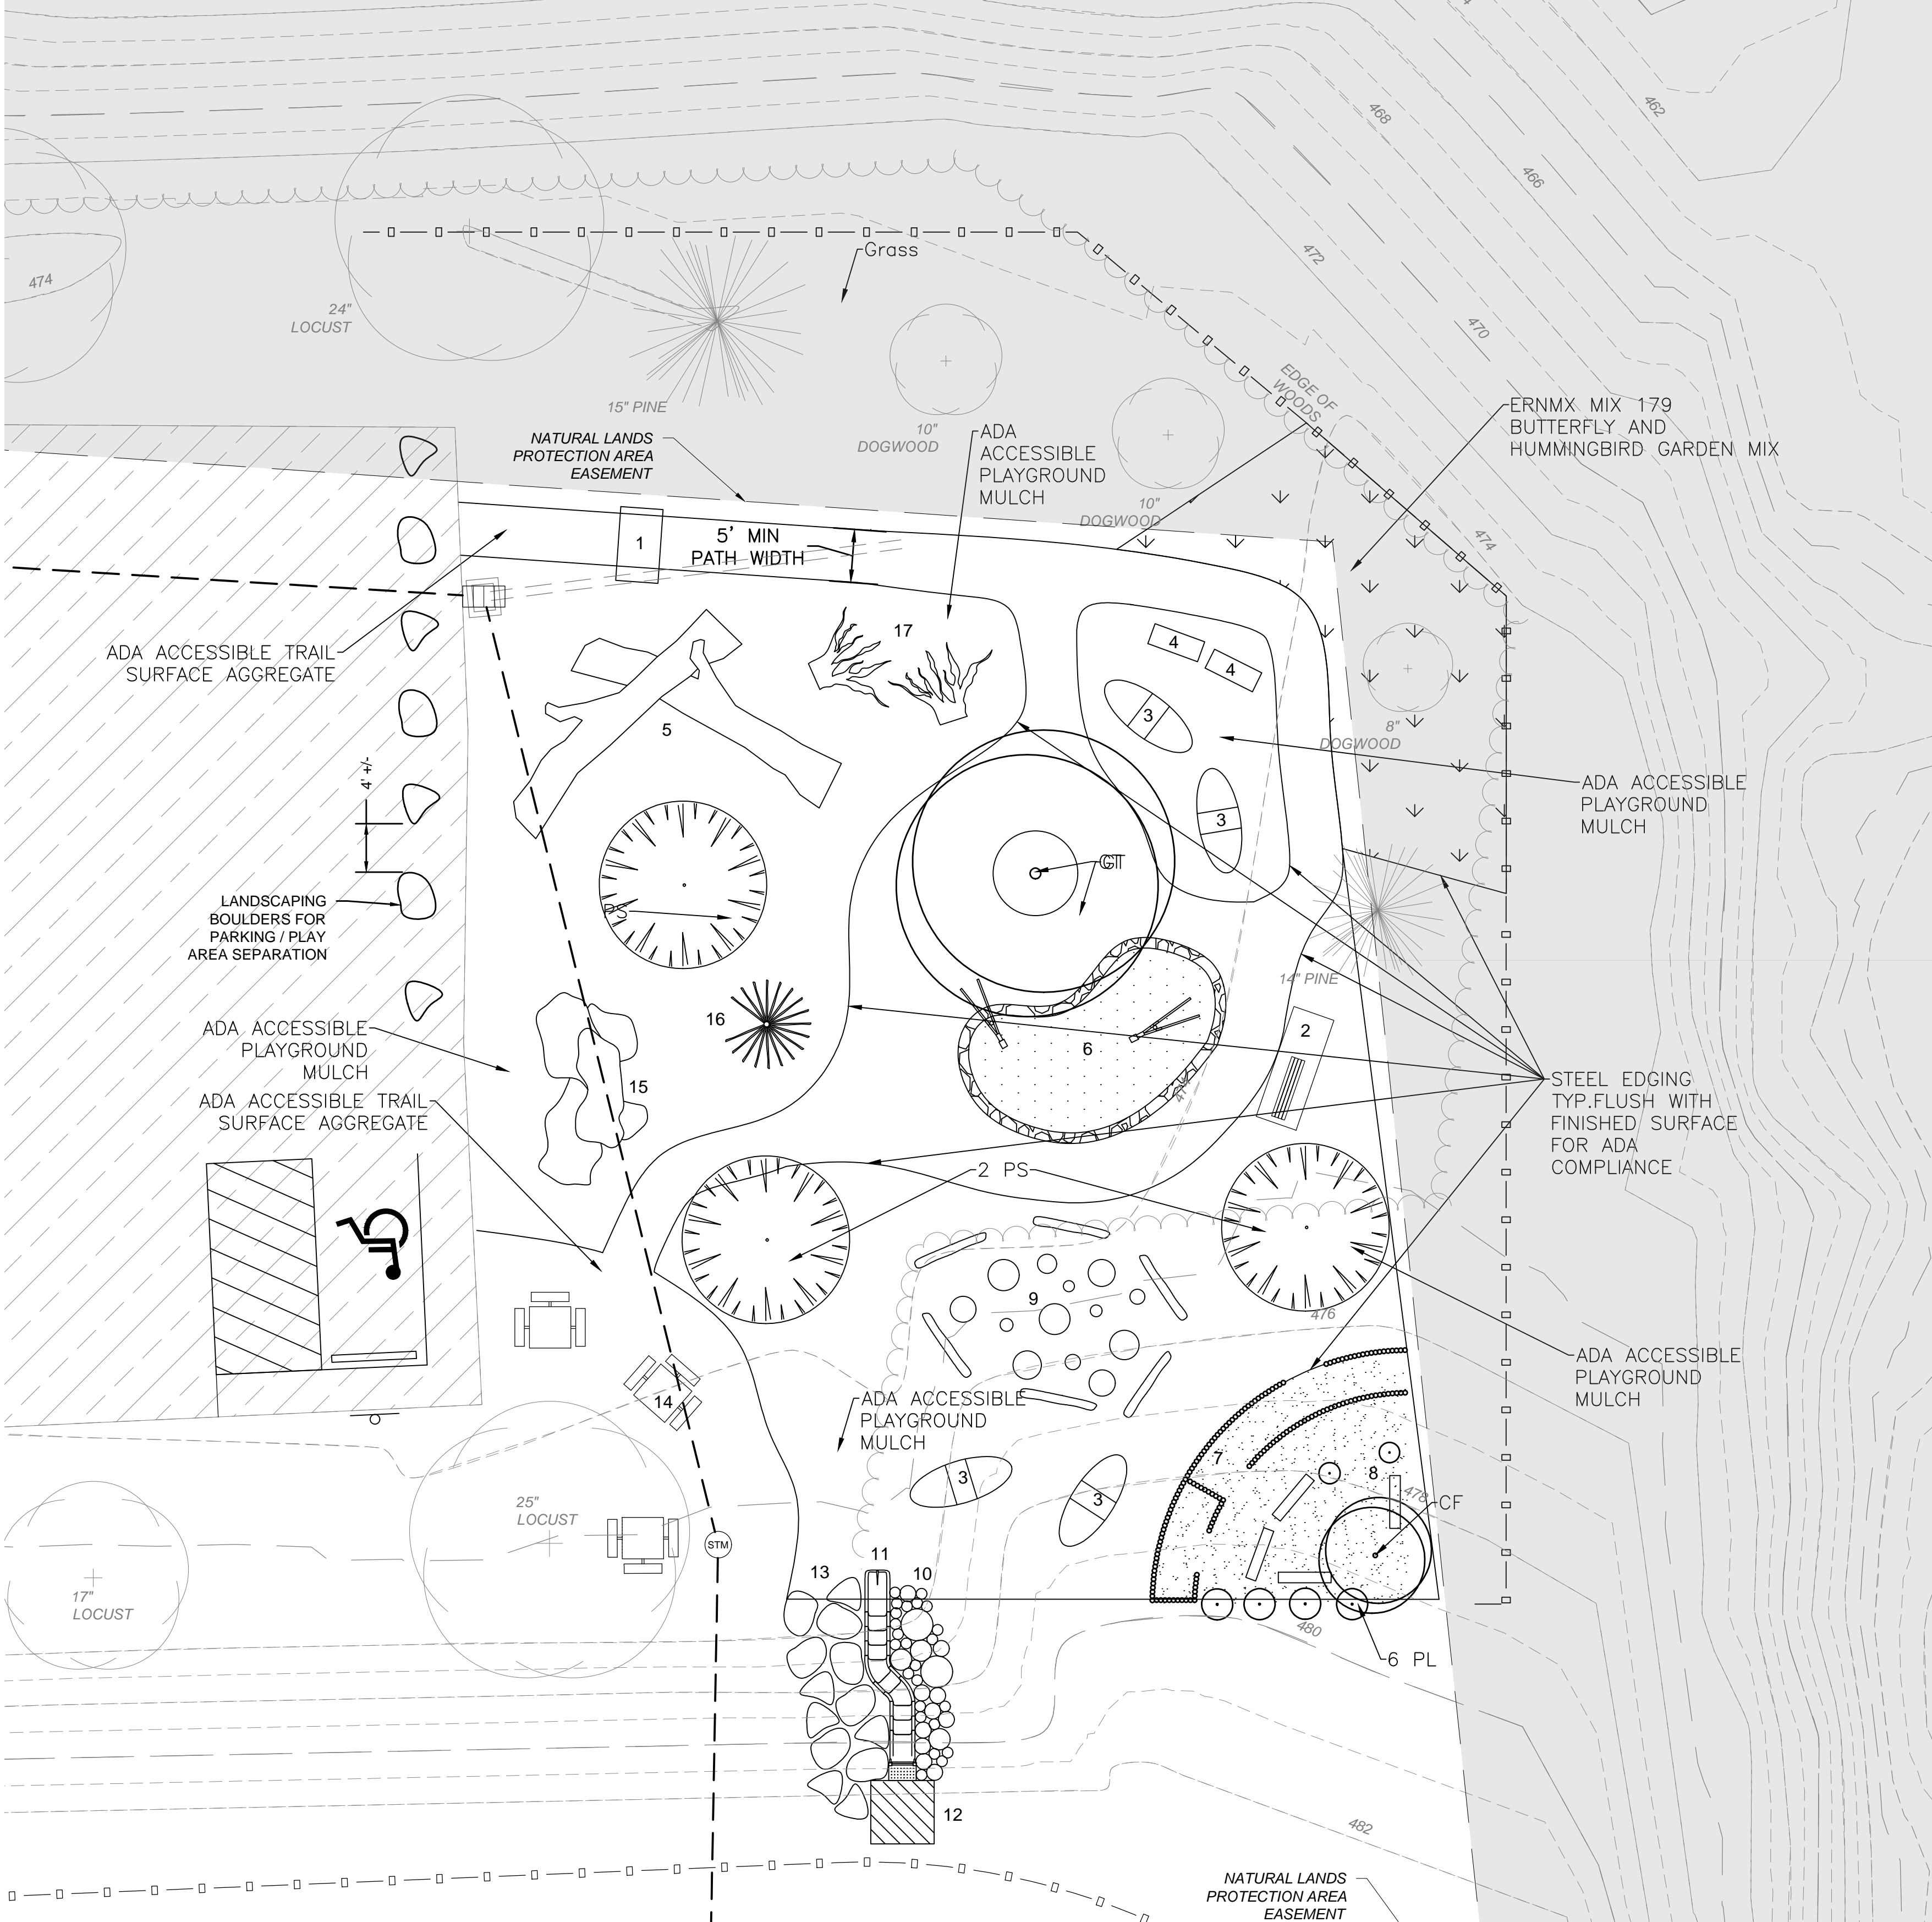 462
468
466
472
470
474
Grass
24"
LOCUST
15" PINE
10"
DOGWOOD
EDGE OF
WOODS
ERNMX MIX 179
BUTTERFLY AND
HUMMINGBIRD GARDEN MIX
NATURAL LANDS
PROTECTION AREA
EASEMENT
ADA
ACCESSIBLE
PLAYGROUND
MULCH
10"
DOGWOOD
474
1
5' MIN
PATH WIDTH
ADA ACCESSIBLE TRAIL
SURFACE AGGREGATE
17
4
4
3
5
8"
DOGWOOD
ADA ACCESSIBLE
PLAYGROUND
MULCH
4' +/-
3
GT
LANDSCAPING
BOULDERS FOR
PARKING / PLAY
AREA SEPARATION
PS
14" PINE
16
6
2
ADA ACCESSIBLE
PLAYGROUND
MULCH
15
ADA ACCESSIBLE TRAIL
SURFACE AGGREGATE
STEEL EDGING
TYP.FLUSH WITH
FINISHED SURFACE
FOR ADA
COMPLIANCE
2 PS
9
476
ADA ACCESSIBLE
PLAYGROUND
MULCH
14
ADA ACCESSIBLE
PLAYGROUND
MULCH
7
8
3
3
478
CF
25"
LOCUST
STM
17"
LOCUST
13
11
10
480
6 PL
12
482
NATURAL LANDS
PROTECTION AREA
EASEMENT